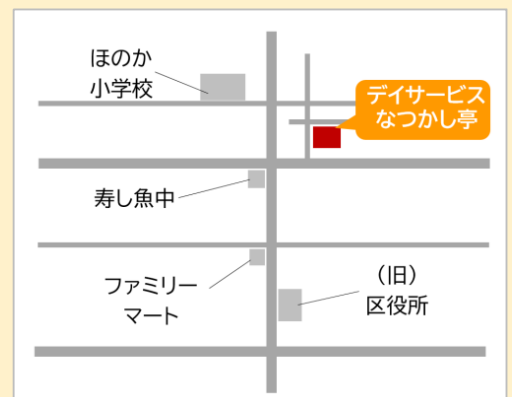 ほのか
小学校
デイサービス
なつかし亭
寿し魚中
ファミリー
マート
（旧）
区役所